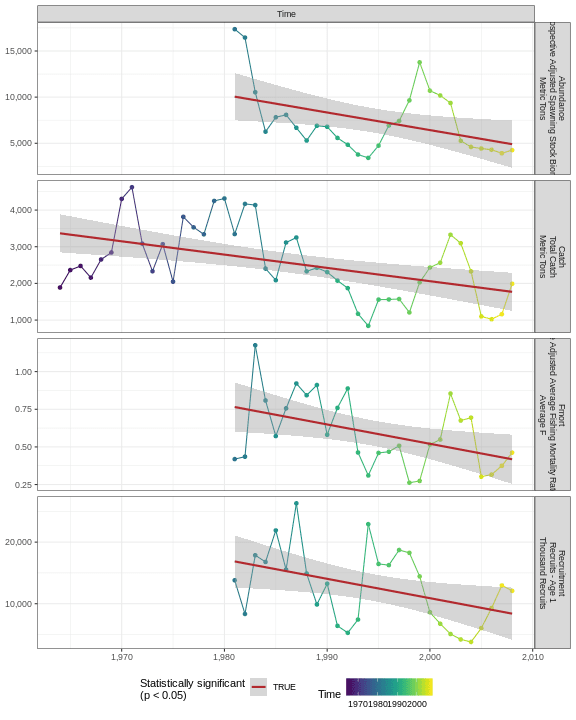 Time
15,000
10,000
5,000
Abundance
Adjusted Spawning Stock
Metric Tons
4,000
3,000
2,000
1,000
Catch
Total Catch
Metric Tons
1.00
0.75
0.50
0.25
Fmort
Adjusted Average Fishing Mortality
Average F
20,000
10,000
Recruitment
Recruits - Age 1
Thousand Recruits
1,970
1,980
1,990
2,000
2,010
Statistically significant
(p < 0.05)
TRUE
Time
1970198019902000